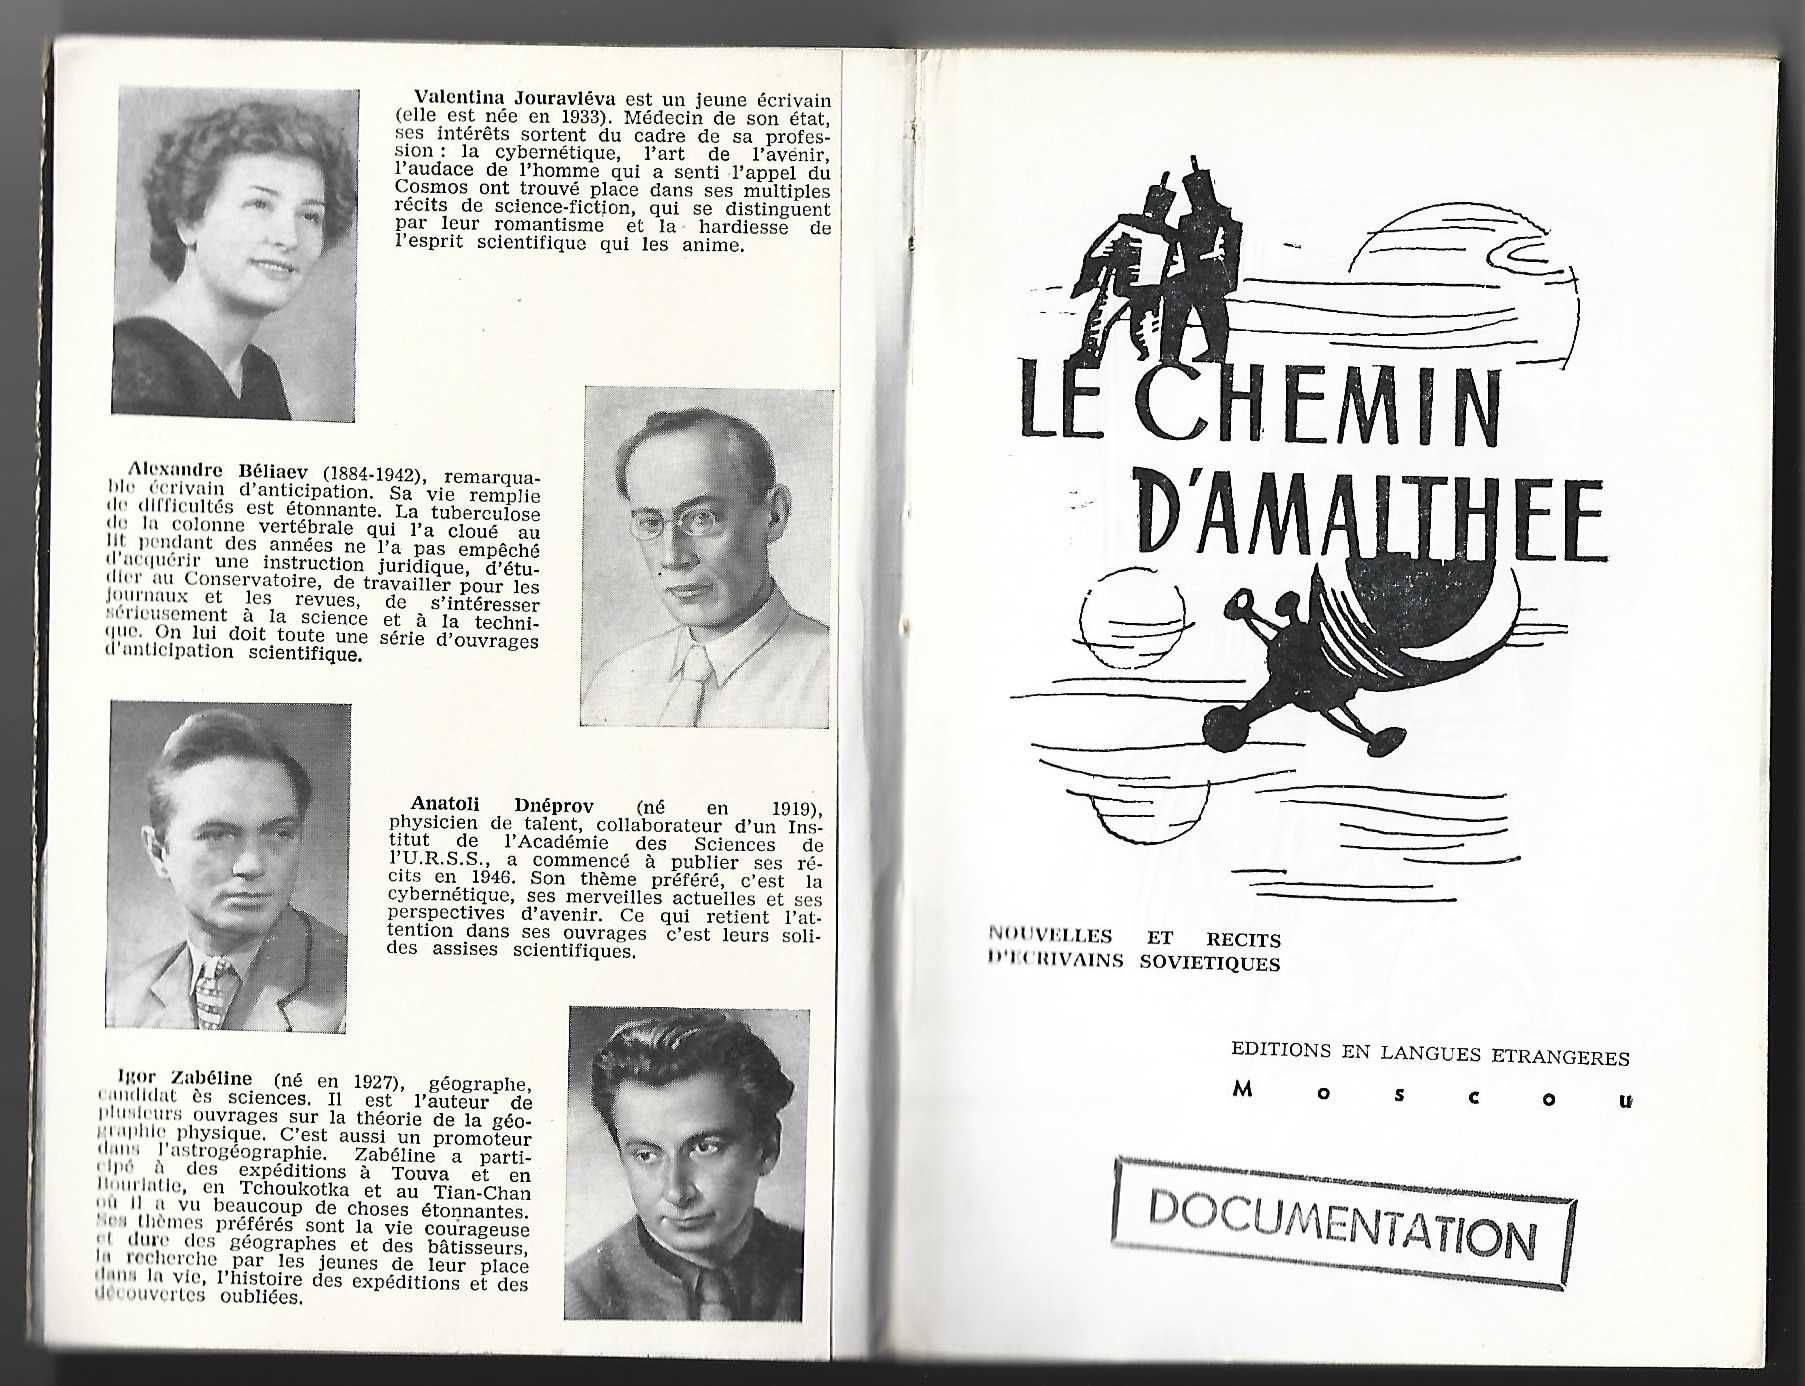 Valentina Jouravléva est un jeune écrivain
(elle est née en 1933). Médecin de son état,
ses intérêts sortent du cadre de sa profes-
sion : la cybernétique, l'art de l'avenir,
l'audace de l'homme qui a senti l'appel du
Cosmos ont trouvé place dans ses multiples
récits de science-fiction, qui se distinguent
par leur romantisme et la hardiesse de
l'esprit scientifique qui les anime.
Alexandre Béliaev (1884-1942), remarqua-
ble écrivain d'anticipation. Sa vie remplie
de difficultés est étonnante. La tuberculose
de la colonne vertébrale qui l'a cloué au
lit pendant des années ne l'a pas empêché
d'acquérir une instruction juridique, d'étu-
dier au Conservatoire, de travailler pour les
journaux et les revues, de s'intéresser
sérieusement à la science et à la techni-
que. On lui doit toute une série d'ouvrages
d'anticipation scientifique.
Anatoli Dnéprov (né en 1919),
physicien de talent, collaborateur d'un Ins-
titut de l'Académie des Sciences de
l'U.R.S.S., a commencé à publier ses ré-
cits en 1946. Son thème préféré, c'est la
cybernétique, ses merveilles actuelles et ses
perspectives d'avenir. Ce qui retient l'at-
tention dans ses ouvrages c'est leurs soli-
des assises scientifiques.
Igor Zabéline (né en 1927), géographe,
candidat ès sciences. Il est l'auteur de
plusieurs ouvrages sur la théorie de la géo-
graphie physique. C'est aussi un promoteur
dans l'astrogéographie. Zabéline a parti-
cipé à des expéditions à Touva et en
Bouriatie, en Tchoukotka et au Tian-Chan
où il a vu beaucoup de choses étonnantes.
Ses thèmes préférés sont la vie courageuse
et dure des géographes et des bâtisseurs,
la recherche par les jeunes de leur place
dans la vie, l'histoire des expéditions et des
découvertes oubliées.
LE CHEMIN
D'AMALTHEE
NOUVELLES ET RECITS
D'ECRIVAINS SOVIETIQUES
EDITIONS EN LANGUES ETRANGERES
Moscou
DOCUMENTATION